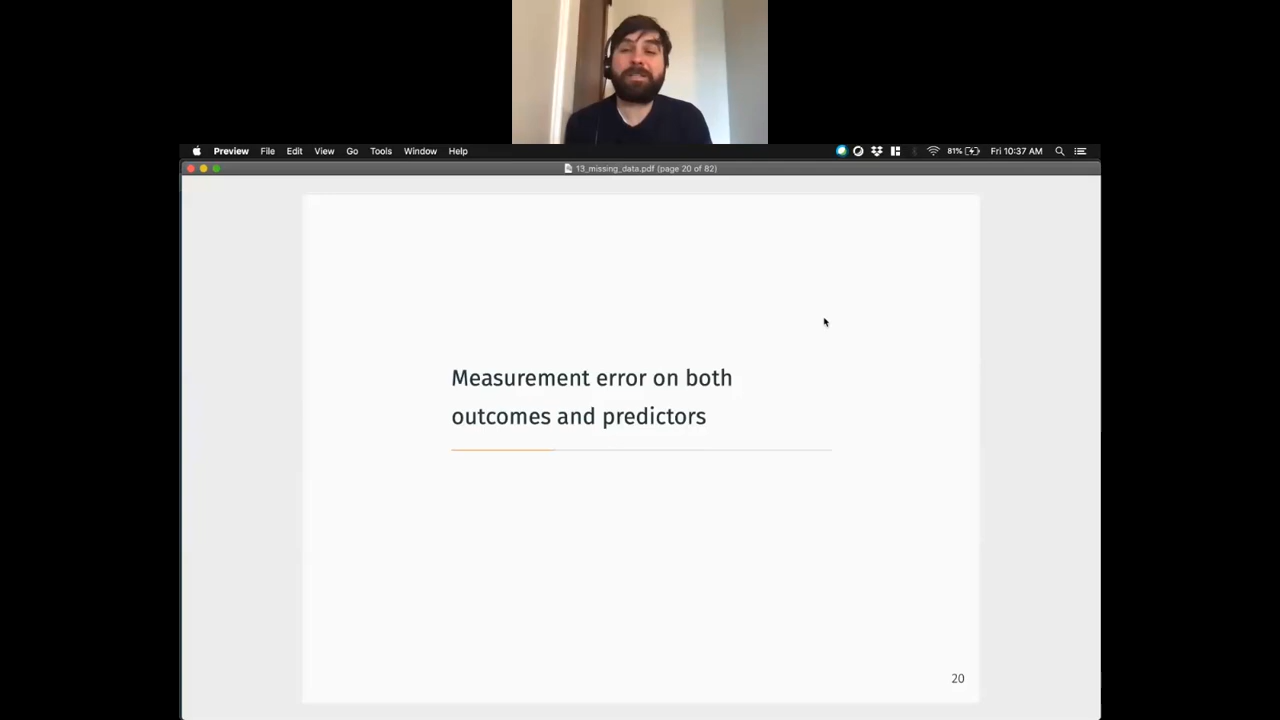 Preview File Edit View Go Tools Window Help 81% Fri 10:37 AM
13_missing_data.pdf (page 20 of 82)
Measurement error on both
outcomes and predictors
20